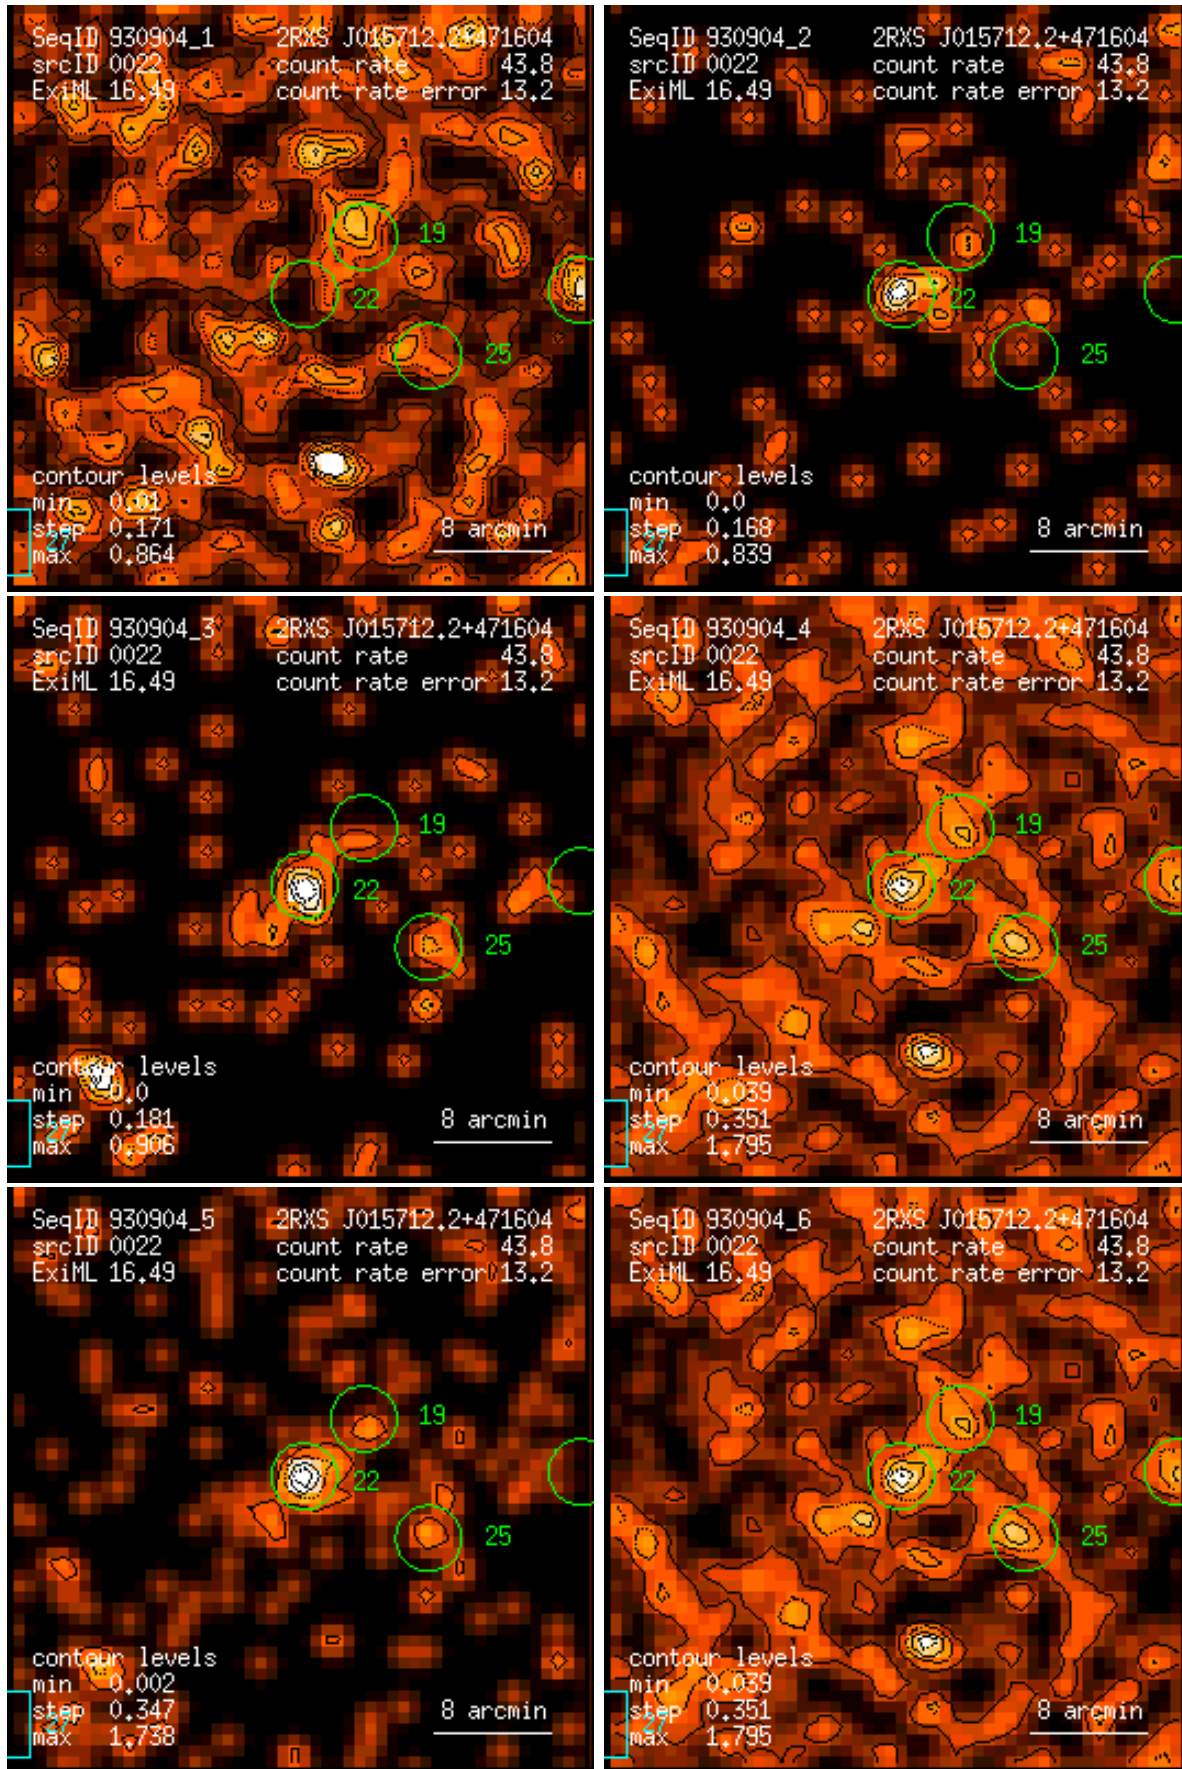 SeqID 930904_1 2RXS J015712.2+471604
srcID 0022 count rate 43.8
ExiML 16.49 count rate error 13.2
19
22
25
contour levels
min 0.01
step 0.171 8 arcmin
27
max 0.864
SeqID 930904_2 2RXS J015712.2+471604
srcID 0022 count rate 43.8
ExiML 16.49 count rate error 13.2
19
22
25
contour levels
min 0.0
step 0.168 8 arcmin
27
max 0.839
SeqID 930904_3 2RXS J015712.2+471604
srcID 0022 count rate 43.8
ExiML 16.49 count rate error 13.2
19
22
25
contour levels
min 0.0
step 0.181 8 arcmin
27
max 0.906
SeqID 930904_4 2RXS J015712.2+471604
srcID 0022 count rate 43.8
ExiML 16.49 count rate error 13.2
19
22
25
contour levels
min 0.039
step 0.351 8 arcmin
27
max 1.795
SeqID 930904_5 2RXS J015712.2+471604
srcID 0022 count rate 43.8
ExiML 16.49 count rate error 13.2
19
22
25
contour levels
min 0.002
step 0.347 8 arcmin
27
max 1.738
SeqID 930904_6 2RXS J015712.2+471604
srcID 0022 count rate 43.8
ExiML 16.49 count rate error 13.2
19
22
25
contour levels
min 0.039
step 0.351 8 arcmin
27
max 1.795